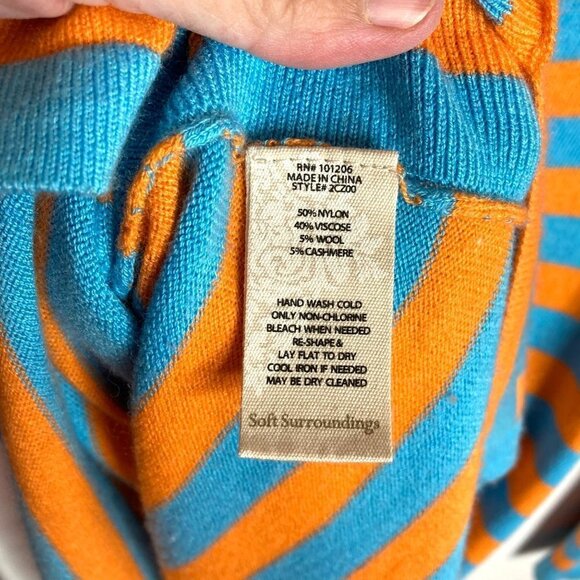 RN# 101206
MADE IN CHINA
STYLE# 2CZ00
50% NYLON
40% VISCOSE
5% WOOL
5% CASHMERE
HAND WASH COLD
ONLY NON-CHLORINE
BLEACH WHEN NEEDED
RE-SHAPE &
LAY FLAT TO DRY
COOL IRON IF NEEDED
MAY BE DRY CLEANED
Soft Surroundings